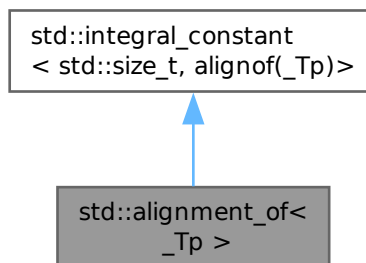 std::integral_constant
< std::size_t, alignof(_Tp)>
std::alignment_of<
_Tp >